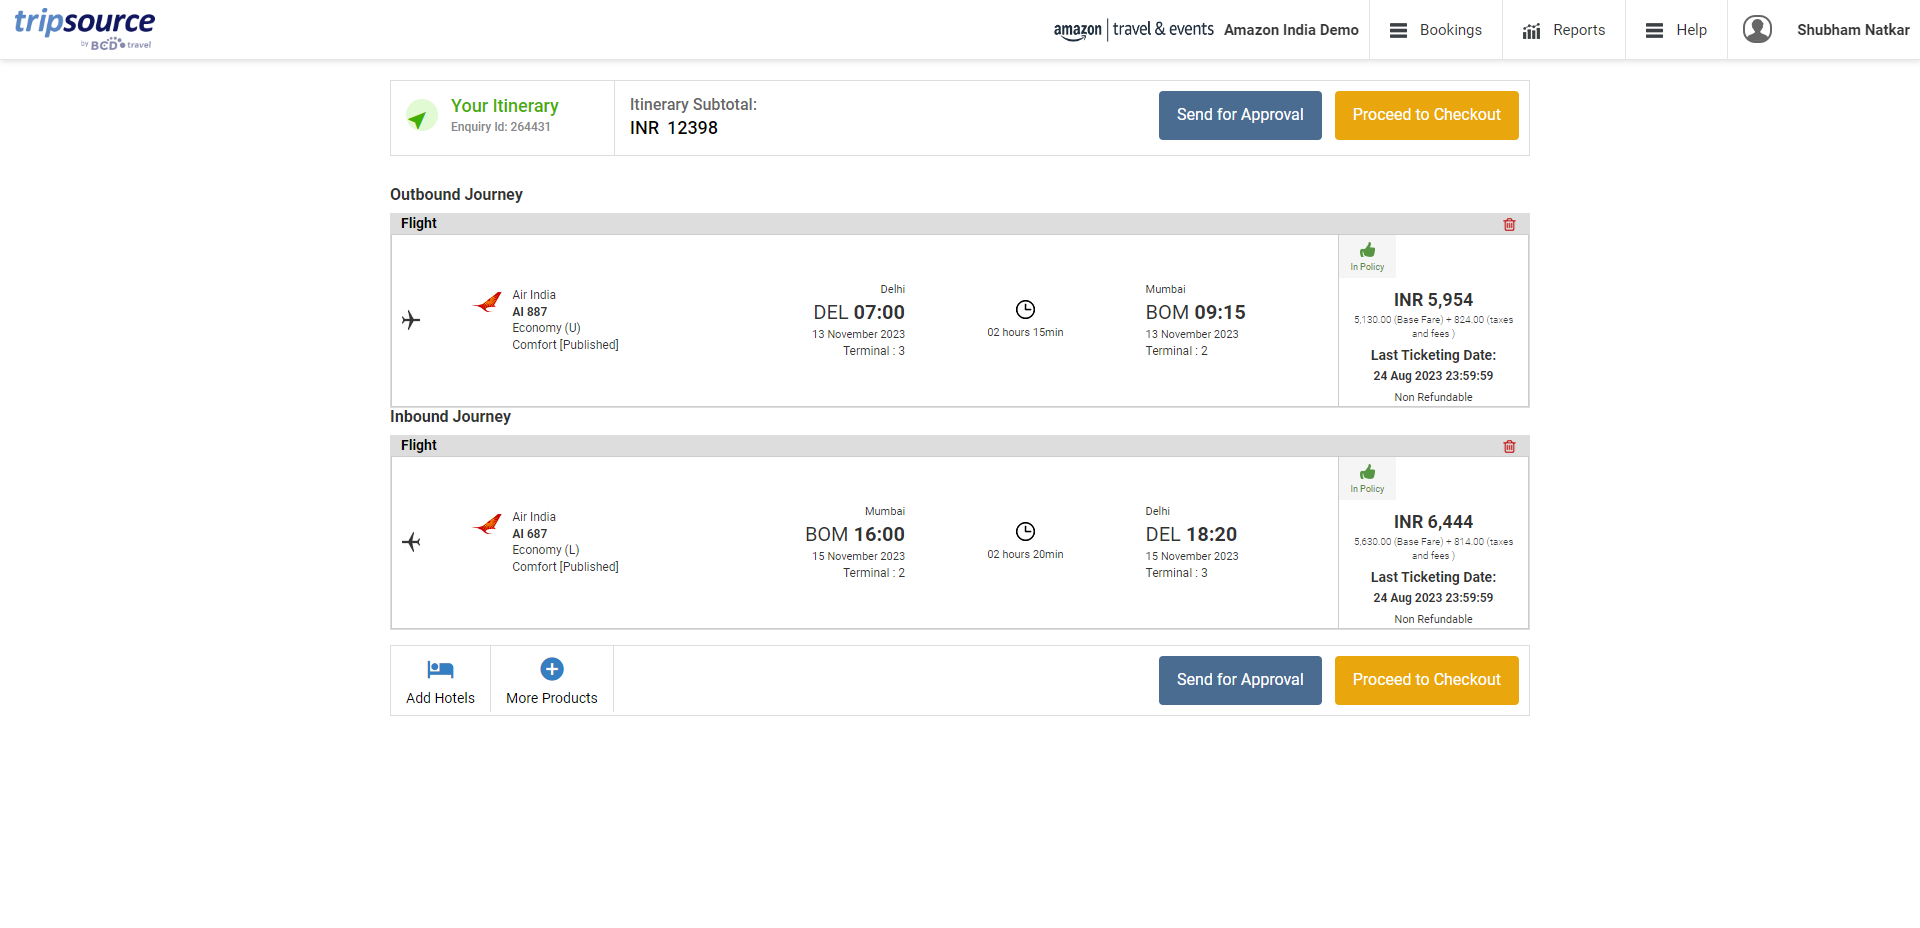 tripsource
by BCD travel
amazon travel & events Amazon India Demo
Bookings
Reports
Help
Shubham Natkar
Your Itinerary
Enquiry Id: 264431
Itinerary Subtotal:
INR 12398
Send for Approval
Proceed to Checkout
Outbound Journey
Flight
Air India
AI 887
Economy (U)
Comfort [Published]
Delhi
DEL 07:00
13 November 2023
Terminal : 3
02 hours 15min
Mumbai
BOM 09:15
13 November 2023
Terminal : 2
In Policy
INR 5,954
5,130.00 (Base Fare) + 824.00 (taxes
and fees )
Last Ticketing Date:
24 Aug 2023 23:59:59
Non Refundable
Inbound Journey
Flight
Air India
AI 687
Economy (L)
Comfort [Published]
Mumbai
BOM 16:00
15 November 2023
Terminal : 2
02 hours 20min
Delhi
DEL 18:20
15 November 2023
Terminal : 3
In Policy
INR 6,444
5,630.00 (Base Fare) + 814.00 (taxes
and fees )
Last Ticketing Date:
24 Aug 2023 23:59:59
Non Refundable
Add Hotels
More Products
Send for Approval
Proceed to Checkout